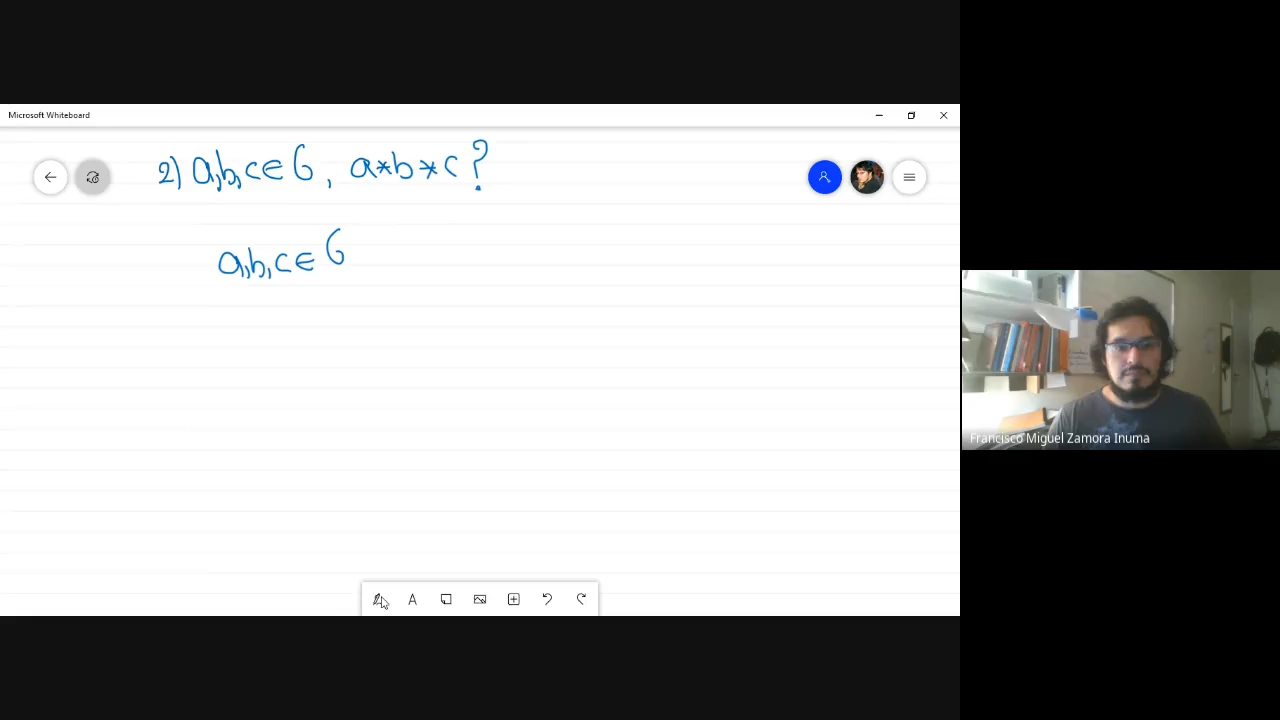 Microsoft Whiteboard
2) a,b,c∈G, a*b*c?
a,b,c∈G
Francisco Miguel Zamora Inuma